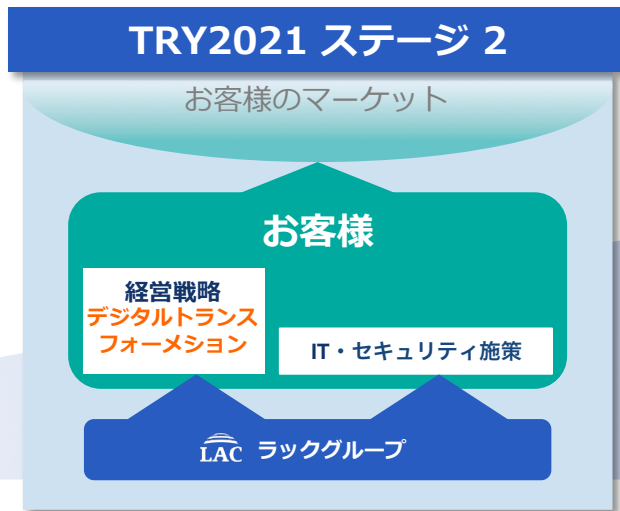 TRY2021 ステージ 2
お客様のマーケット
お客様
経営戦略
デジタルトランス
フォーメション
IT・セキュリティ施策
LAC ラックグループ